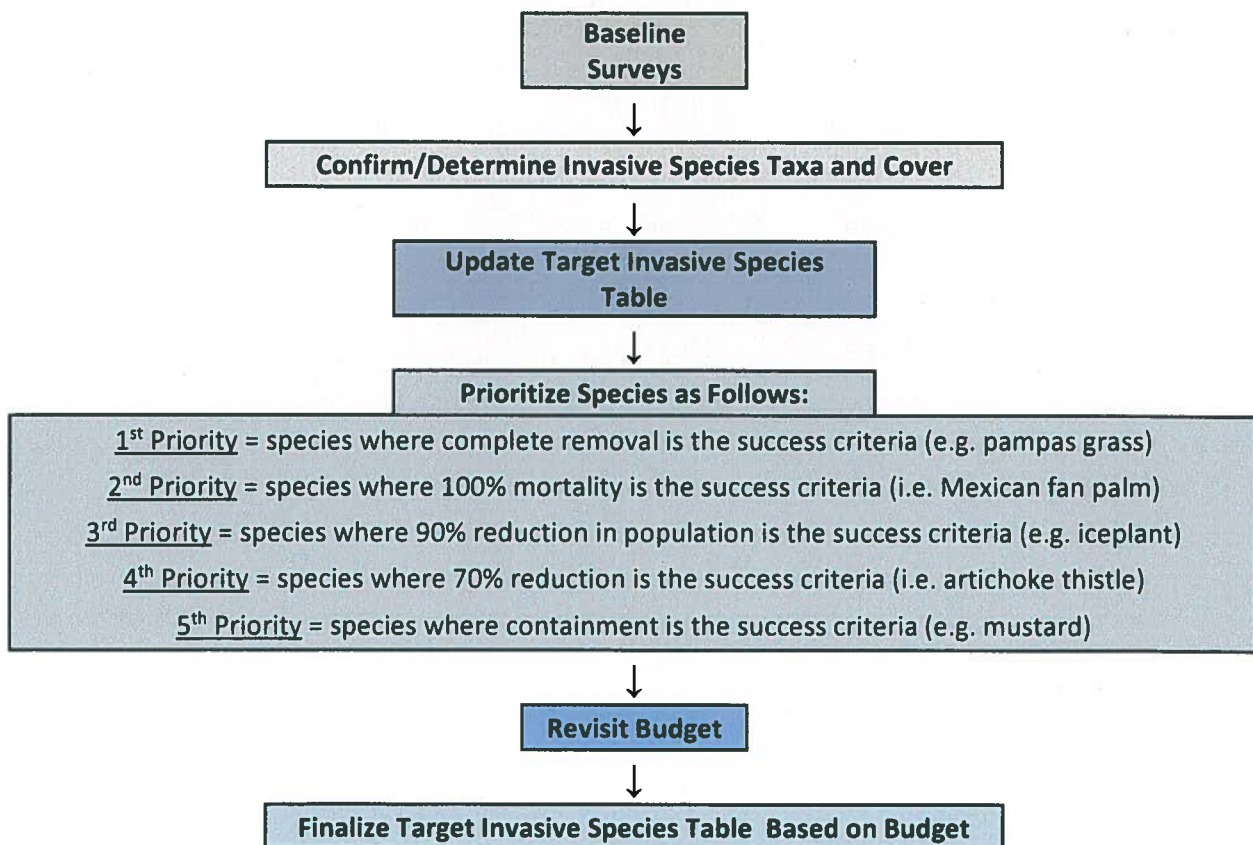 Baseline
Surveys
↓
Confirm/Determine Invasive Species Taxa and Cover
↓
Update Target Invasive Species
Table
↓
Prioritize Species as Follows:
1st Priority = species where complete removal is the success criteria (e.g. pampas grass)
2nd Priority = species where 100% mortality is the success criteria (i.e. Mexican fan palm)
3rd Priority = species where 90% reduction in population is the success criteria (e.g. iceplant)
4th Priority = species where 70% reduction is the success criteria (i.e. artichoke thistle)
5th Priority = species where containment is the success criteria (e.g. mustard)
↓
Revisit Budget
↓
Finalize Target Invasive Species Table Based on Budget